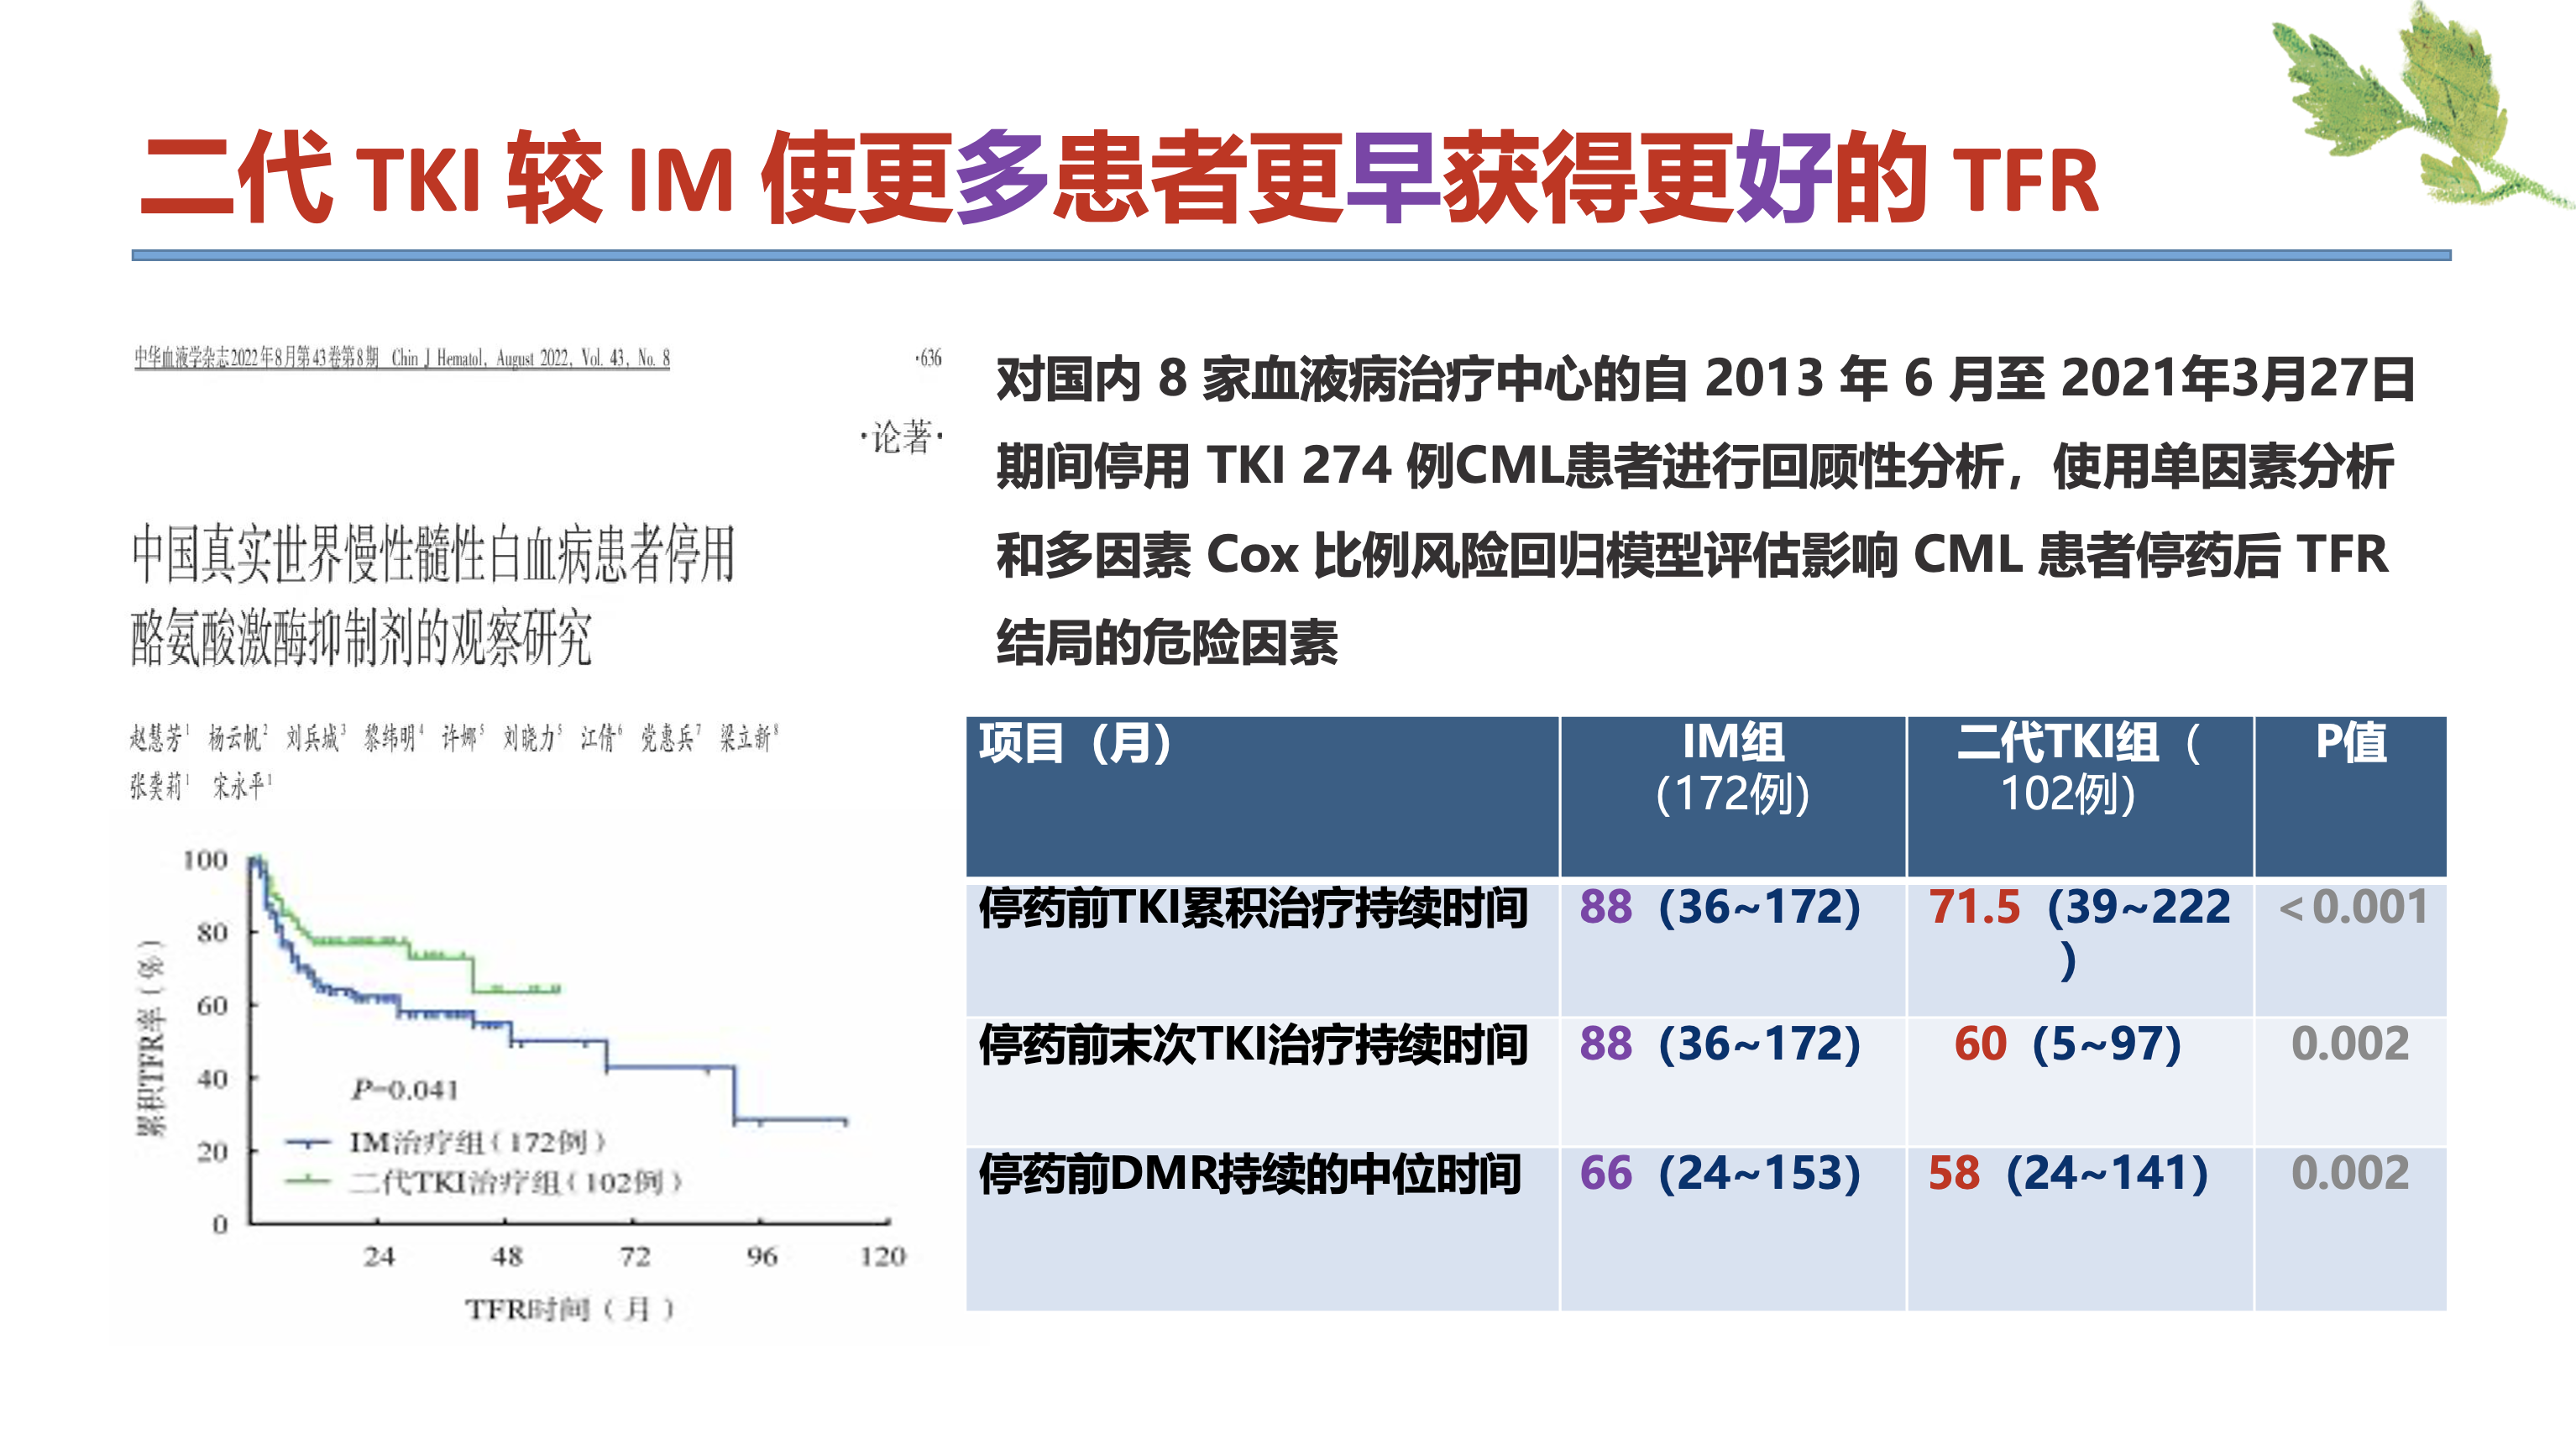 二代 TKI 较 IM 使更多患者更早获得更好的 TFR
中华血液学杂志2022年8月第43卷第8期 Chin J Hematol, August 2022, Vol. 43, No. 8
·636
·论著·
中国真实世界慢性髓性白血病患者停用
酪氨酸激酶抑制剂的观察研究
赵慧芳1 杨云帆2 刘兵城3 黎纬明4 许娜5 刘晓力5 江倩6 党惠兵7 梁立新8
张龑莉1 宋永平1
对国内 8 家血液病治疗中心的自 2013 年 6 月至 2021年3月27日
期间停用 TKI 274 例CML患者进行回顾性分析，使用单因素分析
和多因素 Cox 比例风险回归模型评估影响 CML 患者停药后 TFR
结局的危险因素
累积TFR率（%）
100
80
60
40
20
0
P=0.041
IM治疗组（172例）
二代TKI治疗组（102例）
24 48 72 96 120
TFR时间（月）
项目（月） IM组 二代TKI组（ P值
（172例） 102例）
停药前TKI累积治疗持续时间 88（36~172） 71.5（39~222 ＜0.001
）
停药前末次TKI治疗持续时间 88（36~172） 60（5~97） 0.002
停药前DMR持续的中位时间 66（24~153） 58（24~141） 0.002